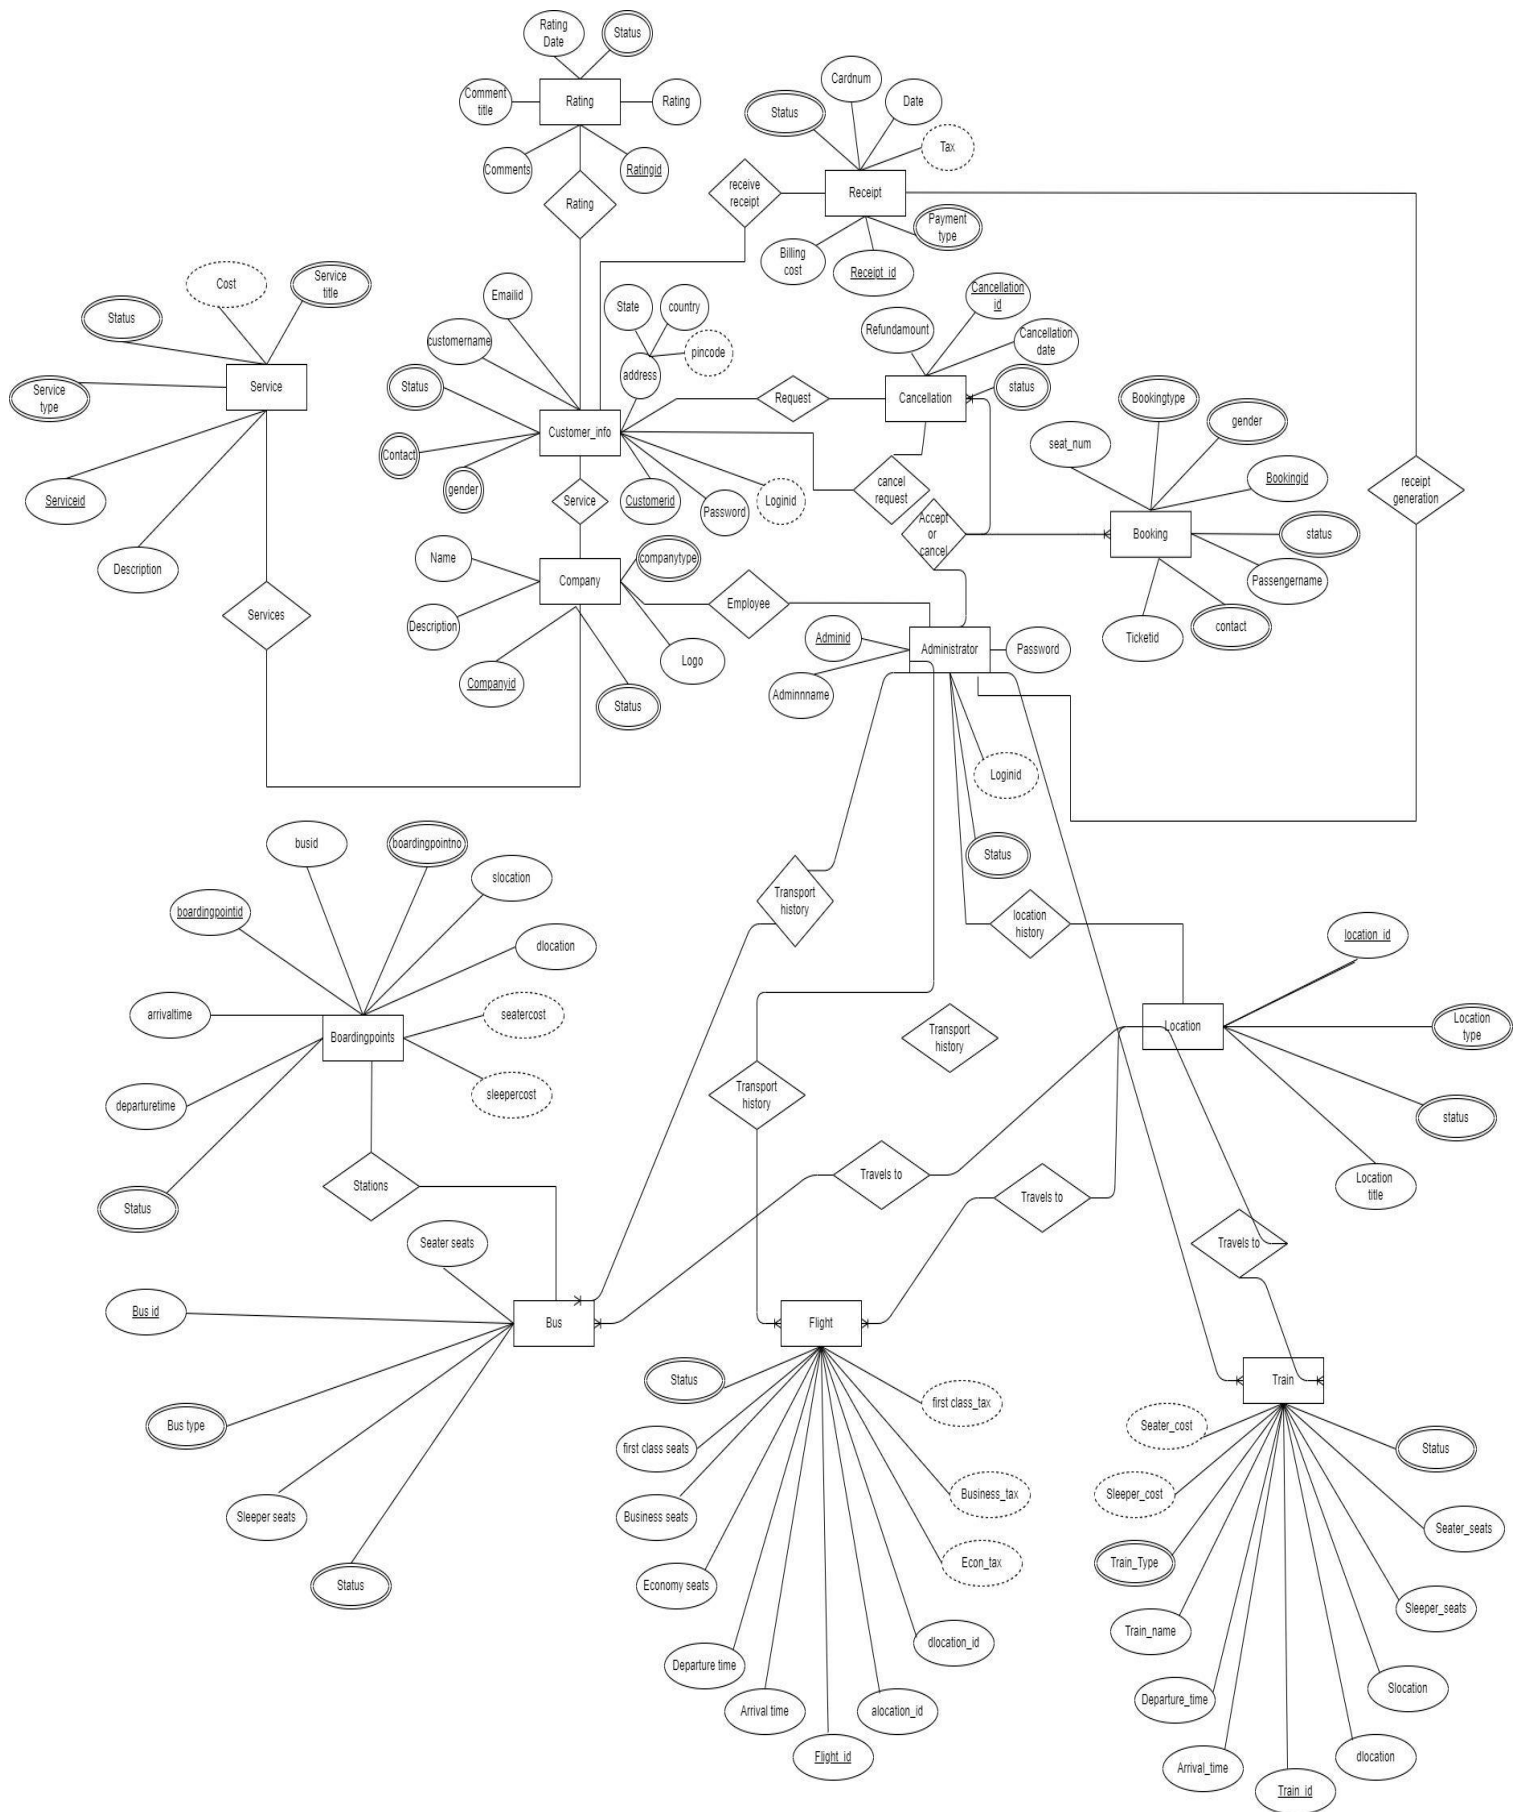 Rating
Date
Status
Comment
title
Rating
Rating
Comments
Ratingid
Rating
Cardnum
Status
Date
Tax
receive
receipt
Receipt
Payment
type
Billing
cost
Receipt_id
Cost
Service
title
Status
Service
type
Service
Serviceid
Description
Services
Emailid
customername
State
country
pincode
address
Status
Contact
gender
Customer_info
Customerid
Password
Loginid
Service
Request
Cancellation
id
Refundamount
Cancellation
date
status
Cancellation
cancel
request
Accept
or
cancel
Bookingtype
gender
seat_num
Bookingid
Booking
status
Passengername
Ticketid
contact
receipt
generation
Name
companytype
Company
Description
Companyid
Logo
Status
Employee
Adminid
Administrator
Password
Adminnname
Loginid
Status
busid
boardingpointno
slocation
boardingpointid
dlocation
arrivaltime
seatercost
Boardingpoints
departuretime
sleepercost
Status
Stations
Transport
history
location
history
Transport
history
Transport
history
location_id
Location
Location
type
status
Location
title
Travels to
Travels to
Travels to
Seater seats
Bus id
Bus
Bus type
Sleeper seats
Status
Flight
Status
first class_tax
first class seats
Business_tax
Business seats
Econ_tax
Economy seats
dlocation_id
Departure time
Arrival time
alocation_id
Flight_id
Train
Seater_cost
Status
Sleeper_cost
Seater_seats
Train_Type
Sleeper_seats
Train_name
Slocation
Departure_time
dlocation
Arrival_time
Train_id